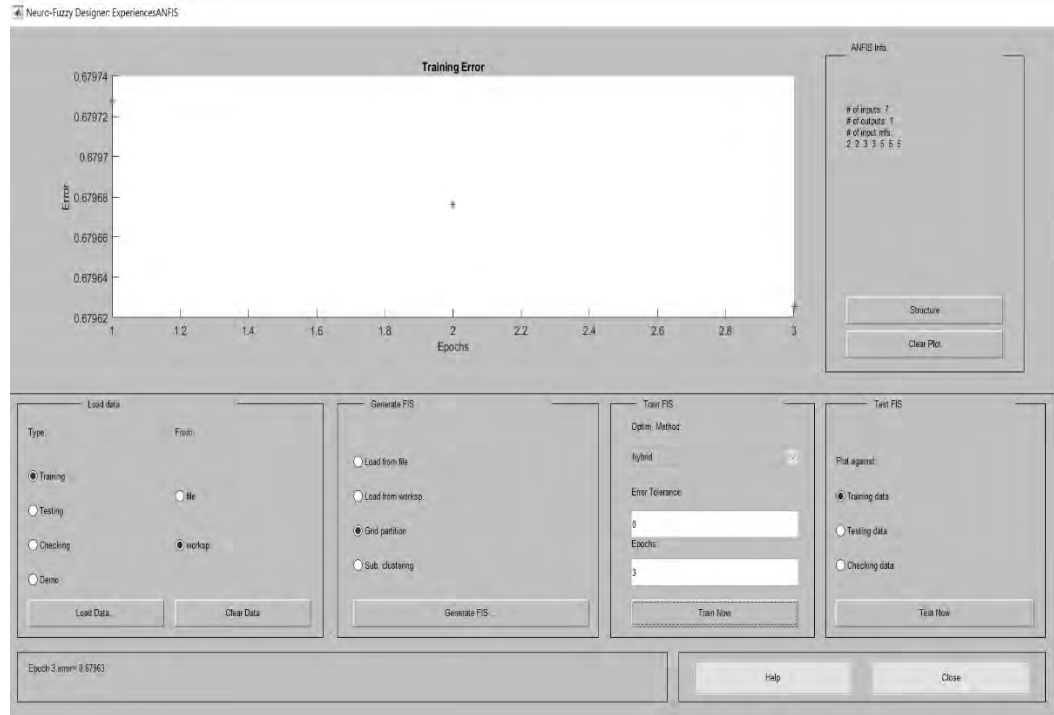 Neuro-Fuzzy Designer: ExperiencesANFIS
Training Error
0.67974
0.67972
0.6797
0.67968
0.67966
0.67964
0.67962
Error
1 1.2 1.4 1.6 1.8 2 2.2 2.4 2.6 2.8 3
Epochs
ANFIS Info.
# of inputs: 7
# of outputs: 1
# of input mfs:
2 2 3 3 5
Structure
Clear Plot
Load data
Type:
From:
Training
Testing
Checking
Demo
file
worksp.
Load Data...
Clear Data
Generate FIS
Load from file
Load from worksp.
Grid partition
Sub. clustering
Generate FIS ...
Train FIS
Optim. Method:
hybrid
Error Tolerance:
0
Epochs:
3
Train Now
Test FIS
Plot against:
Training data
Testing data
Checking data
Test Now
Epoch 3:error= 0.67963
Help
Close